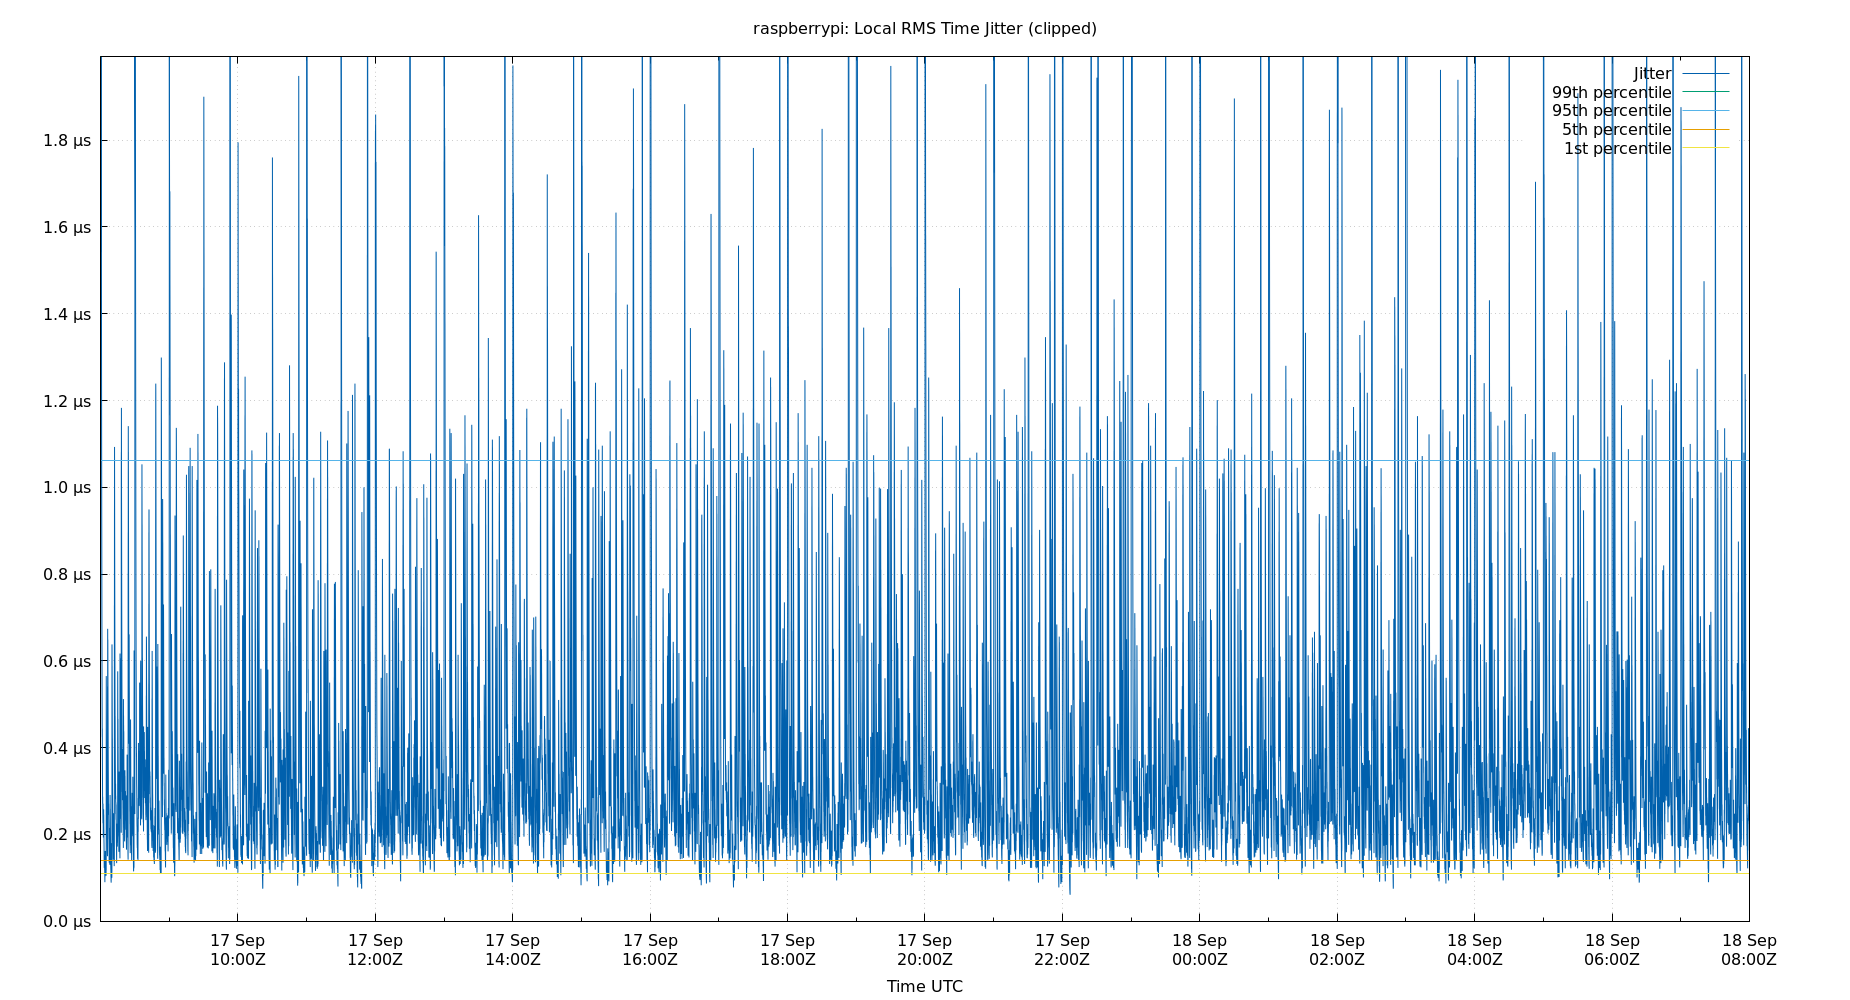 raspberrypi: Local RMS Time Jitter (clipped)
Jitter
99th percentile
95th percentile
5th percentile
1st percentile
1.8 µs
1.6 µs
1.4 µs
1.2 µs
1.0 µs
0.8 µs
0.6 µs
0.4 µs
0.2 µs
0.0 µs
17 Sep 17 Sep 17 Sep 17 Sep 17 Sep 17 Sep 17 Sep 18 Sep 18 Sep 18 Sep 18 Sep 18 Sep
10:00Z 12:00Z 14:00Z 16:00Z 18:00Z 20:00Z 22:00Z 00:00Z 02:00Z 04:00Z 06:00Z 08:00Z
Time UTC